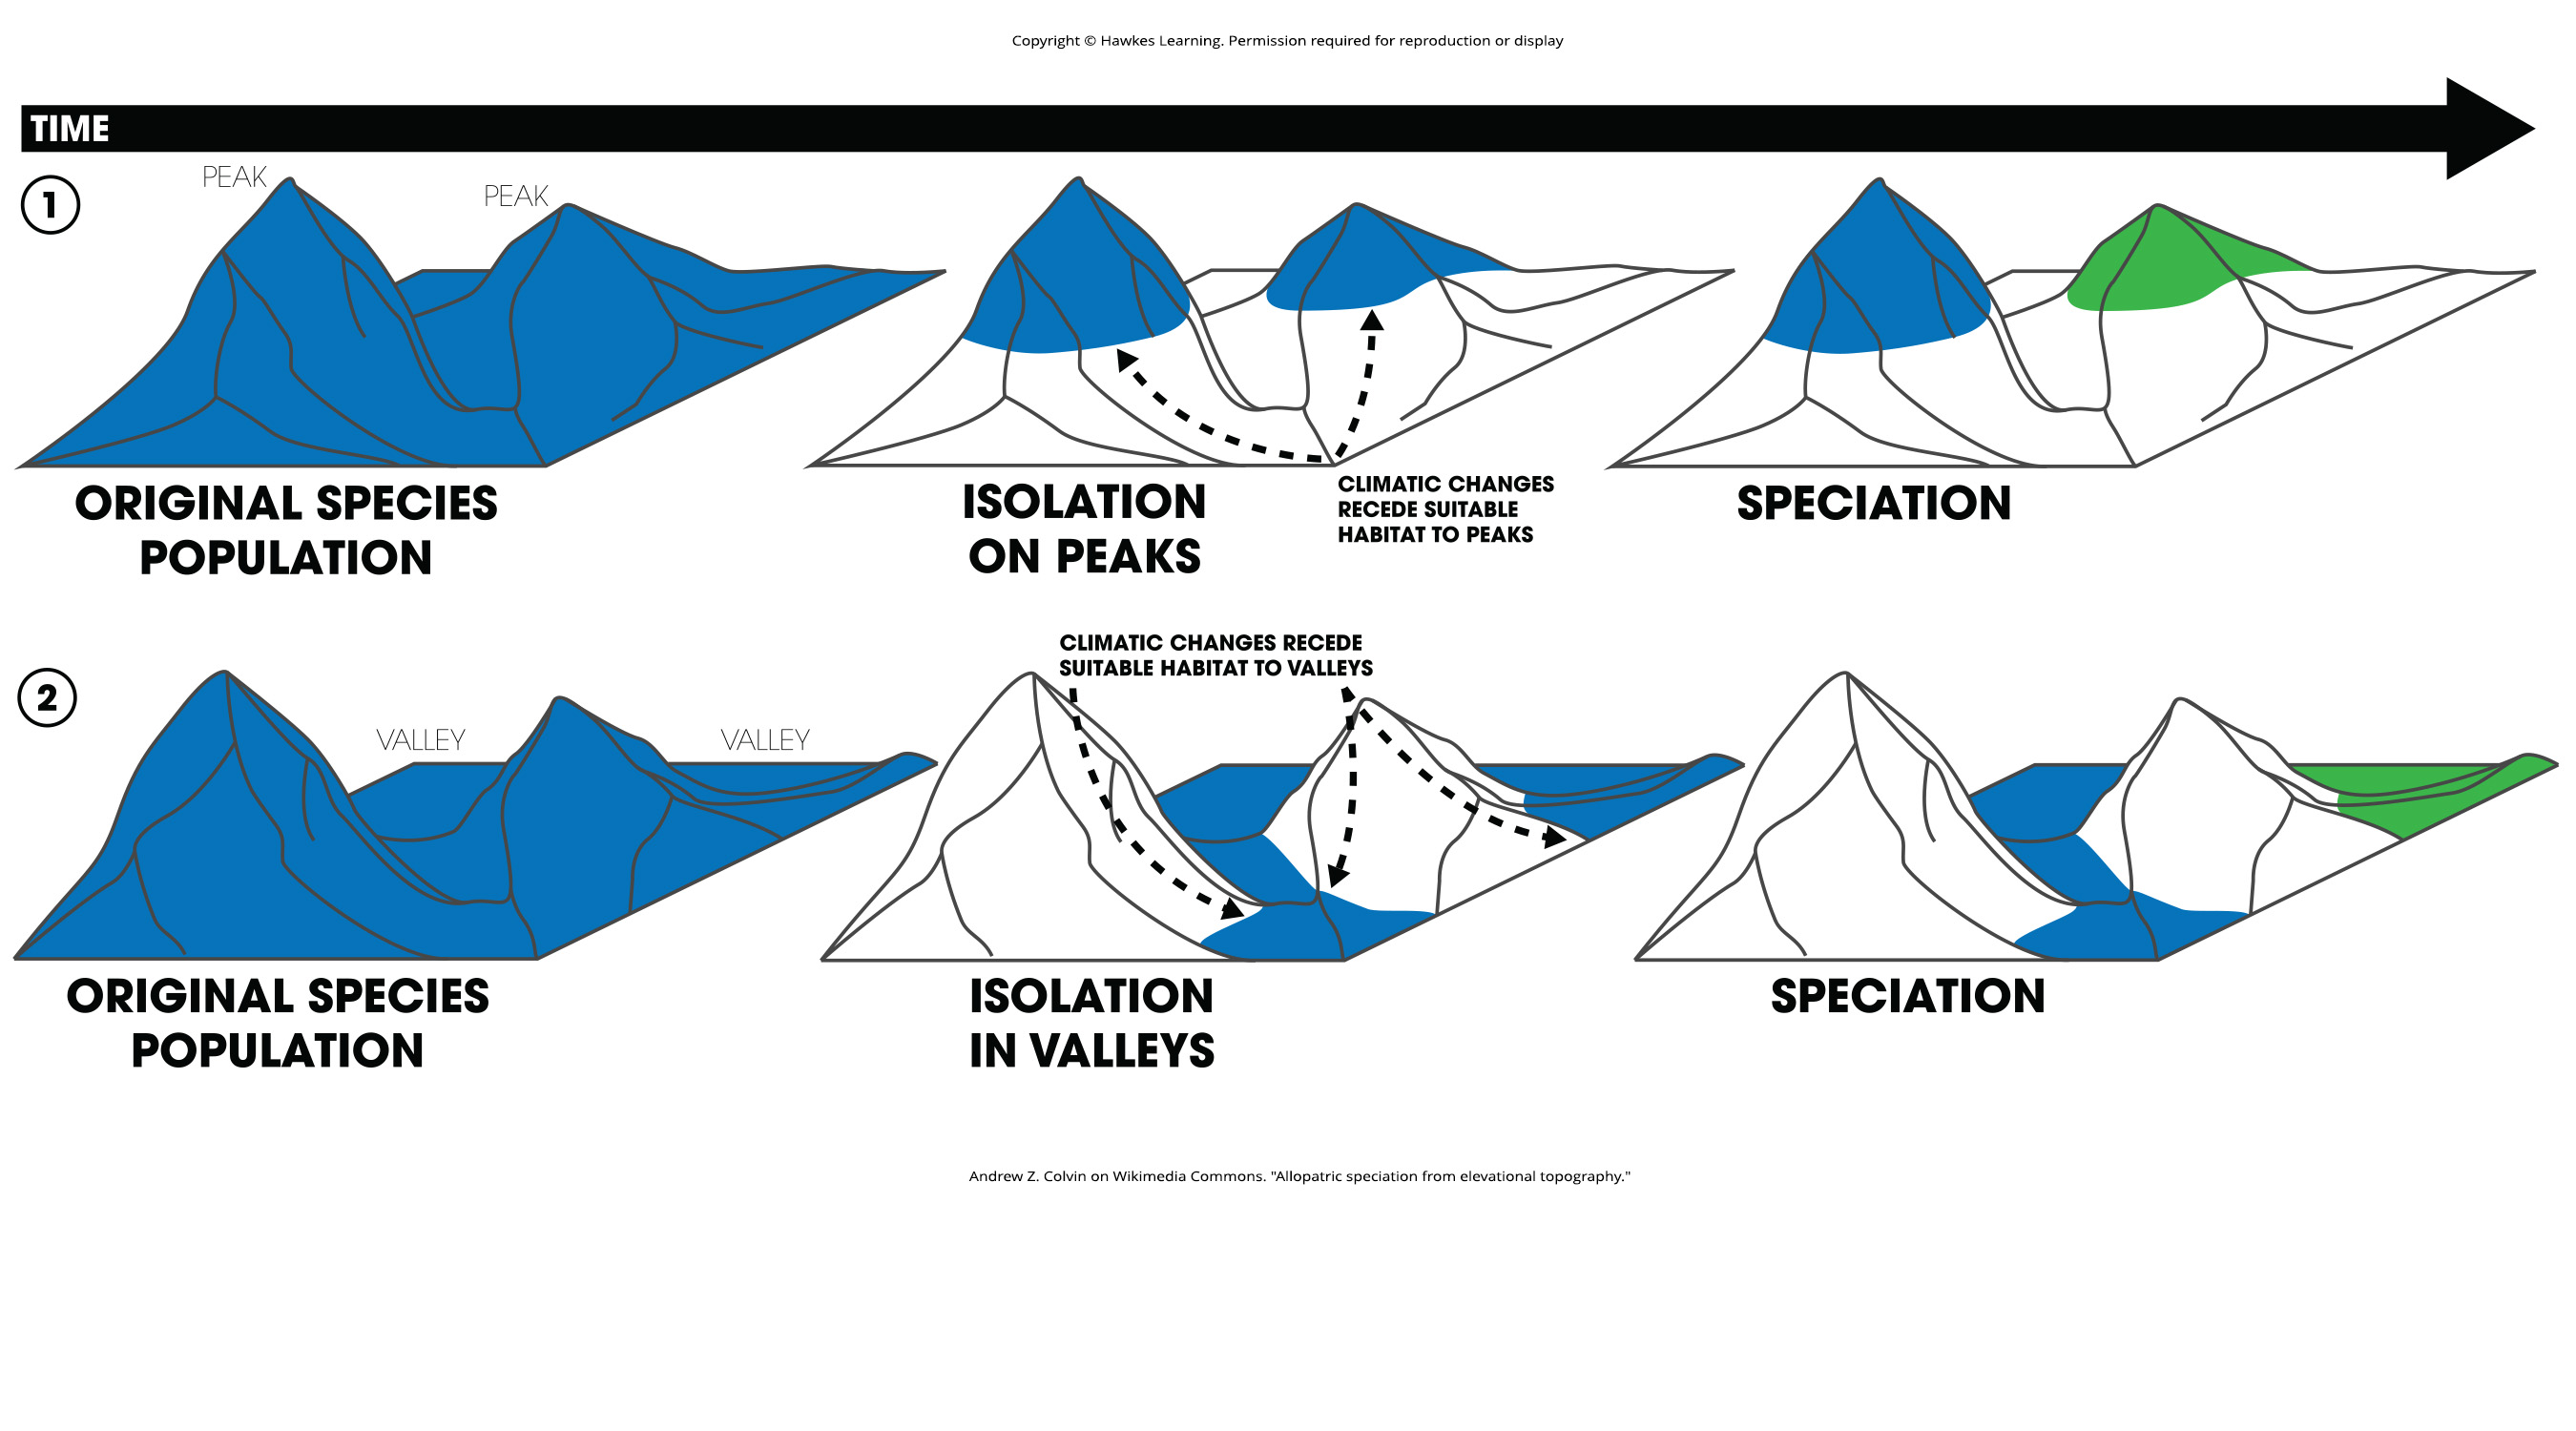 Copyright © Hawkes Learning. Permission required for reproduction or display
TIME
1
PEAK
PEAK
ORIGINAL SPECIES
POPULATION
ISOLATION
ON PEAKS
CLIMATIC CHANGES
RECEDE SUITABLE
HABITAT TO PEAKS
SPECIATION
2
VALLEY
VALLEY
ORIGINAL SPECIES
POPULATION
CLIMATIC CHANGES RECEDE
SUITABLE HABITAT TO VALLEYS
ISOLATION
IN VALLEYS
SPECIATION
Andrew Z. Colvin on Wikimedia Commons. "Allopatric speciation from elevational topography."